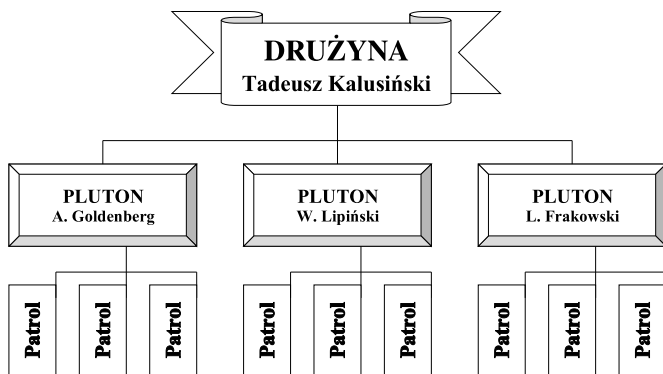 DRUŻYNA
Tadeusz Kalusiński
PLUTON
A. Goldenberg
PLUTON
W. Lipiński
PLUTON
L. Frakowski
Patrol
Patrol
Patrol
Patrol
Patrol
Patrol
Patrol
Patrol
Patrol